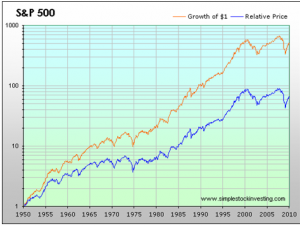 S&P 500
Growth of $1
Relative Price
1000
100
10
1
www.simplestockinvesting.com
1950 1955 1960 1965 1970 1975 1980 1985 1990 1995 2000 2005 2010